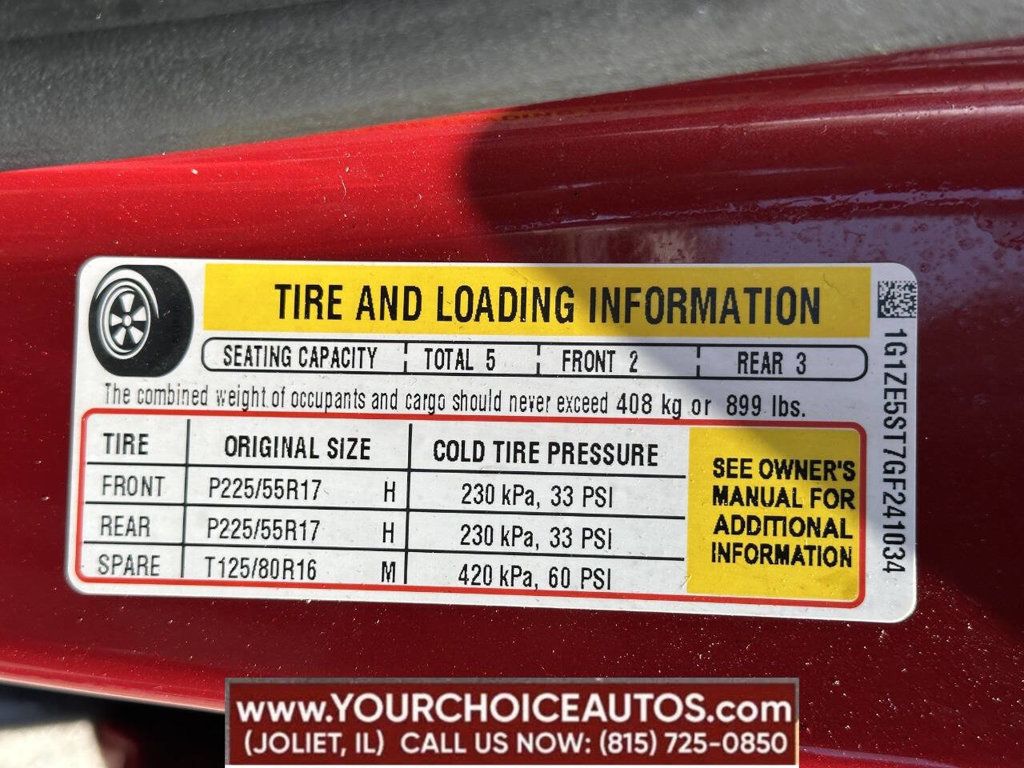 TIRE AND LOADING INFORMATION
SEATING CAPACITY TOTAL 5 FRONT 2 REAR 3
The combined weight of occupants and cargo should never exceed 408 kg or 899 lbs.
TIRE ORIGINAL SIZE COLD TIRE PRESSURE
FRONT P225/55R17 H 230 kPa, 33 PSI
REAR P225/55R17 H 230 kPa, 33 PSI
SPARE T125/80R16 M 420 kPa, 60 PSI
SEE OWNER'S
MANUAL FOR
ADDITIONAL
INFORMATION
1G1ZE5ST7GF241034
www.YOURCHOICEAUTOS.com
(JOLIET, IL) CALL US NOW: (815) 725-0850